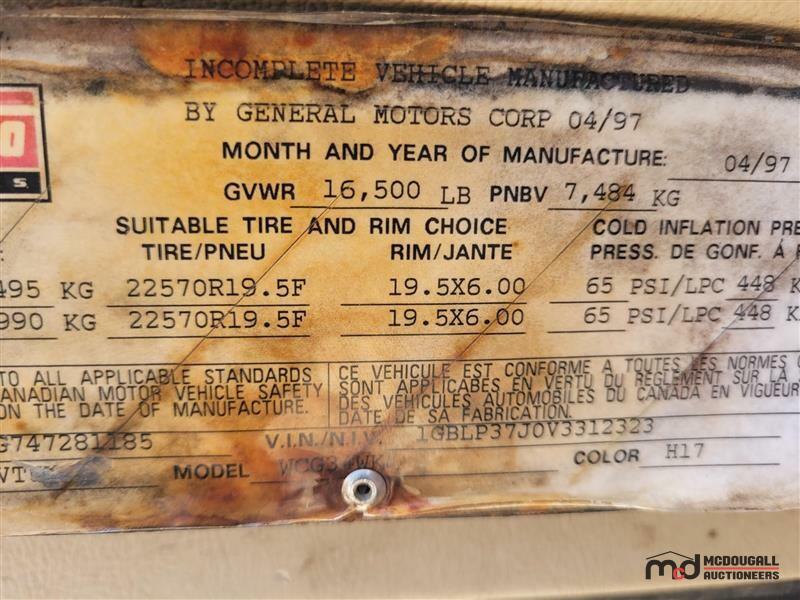 INCOMPLETE VEHICLE MANUFACTURED
BY GENERAL MOTORS CORP 04/97
MONTH AND YEAR OF MANUFACTURE: 04/97
GVWR 16,500 LB PNBV 7,484 KG
SUITABLE TIRE AND RIM CHOICE COLD INFLATION PRE
TIRE/PNEU RIM/JANTE PRESS. DE GONF. À F
495 KG 22570R19.5F 19.5X6.00 65 PSI/LPC 448 K
990 KG 22570R19.5F 19.5X6.00 65 PSI/LPC 448 K
TO ALL APPLICABLE STANDARDS
CANADIAN MOTOR VEHICLE SAFETY
ON THE DATE OF MANUFACTURE.
CE VEHICULE EST CONFORME A TOUTES LES NORMES
SONT APPLICABLES EN VERTU DU REGLEMENT SUR LA
DES VEHICULES AUTOMOBILES DU CANADA EN VIGUEUR
DATE DE SA FABRICATION.
G747281185 V.I.N./N.I.V. 1GBLP37J0V3312323
MODEL COLOR H17
MCDOUGALL
AUCTIONEERS